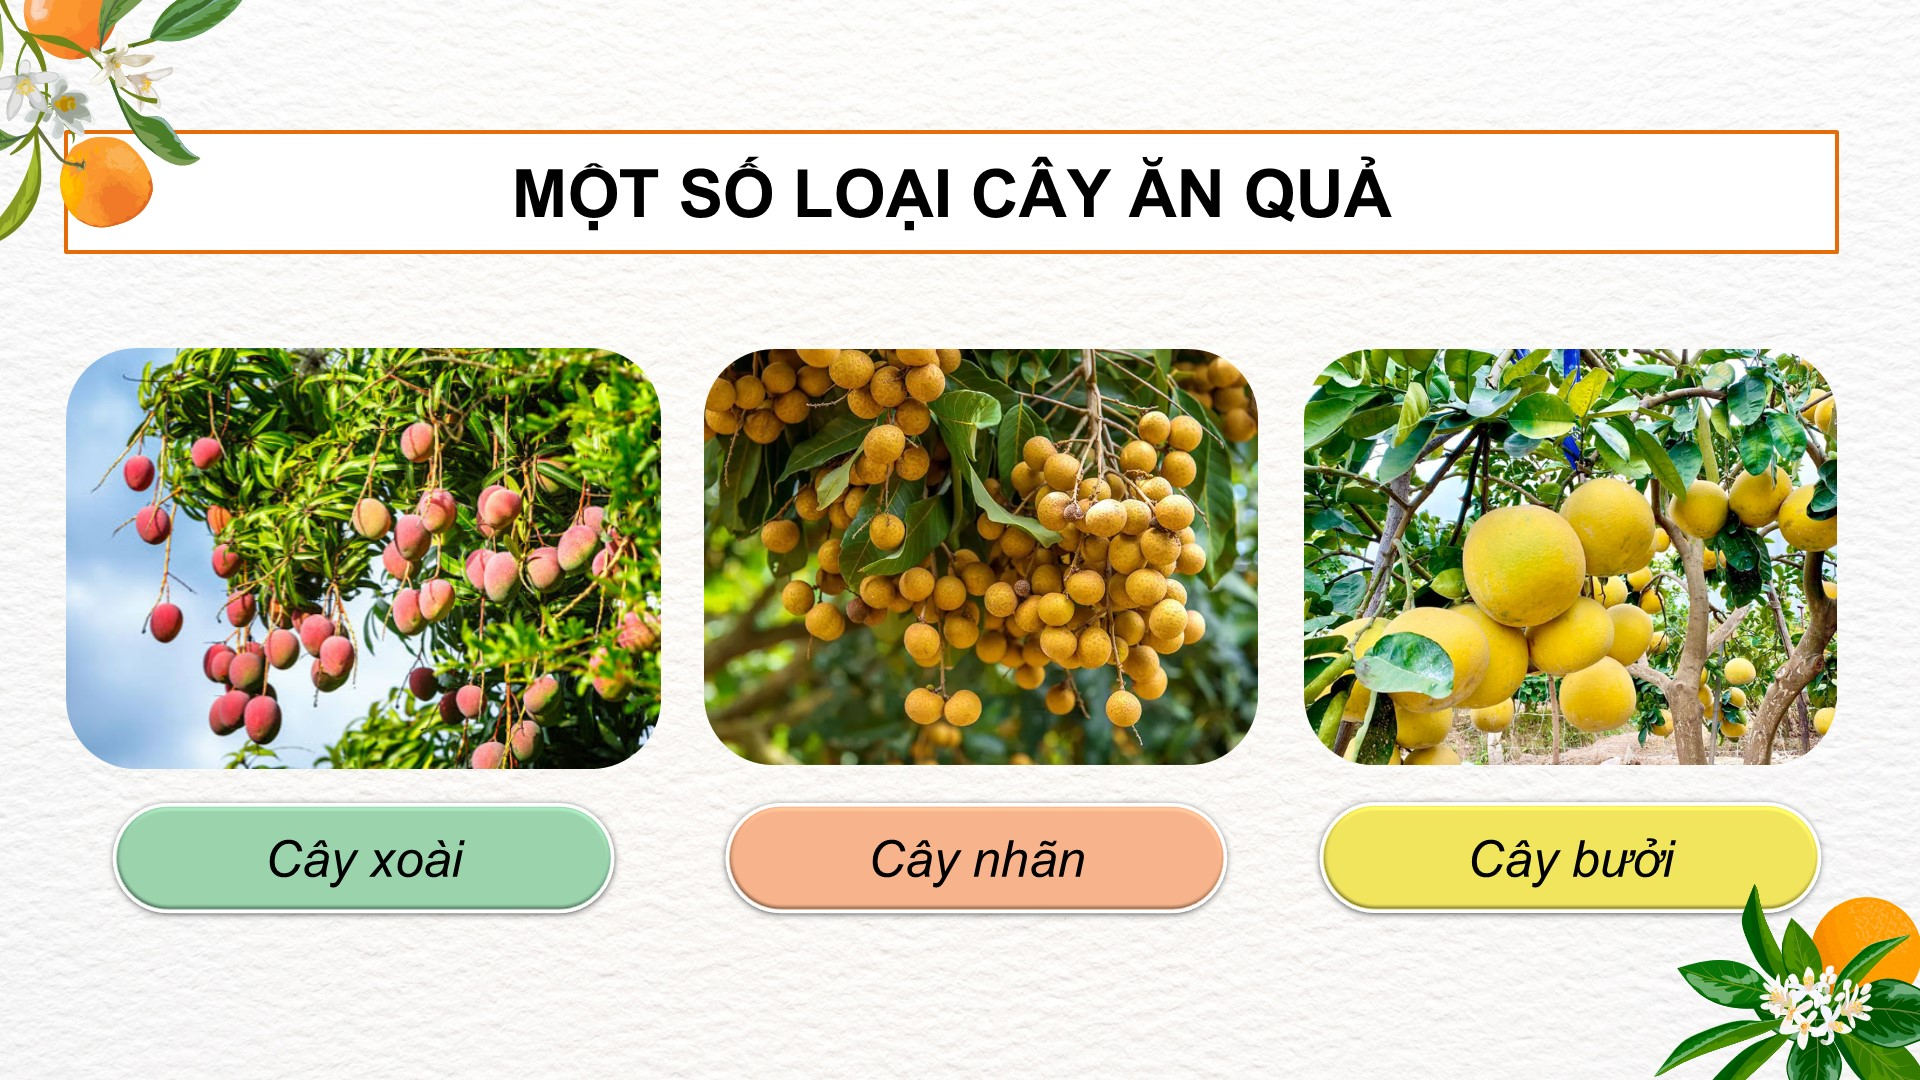 MỘT SỐ LOẠI CÂY ĂN QUẢ
Cây xoài
Cây nhãn
Cây bưởi